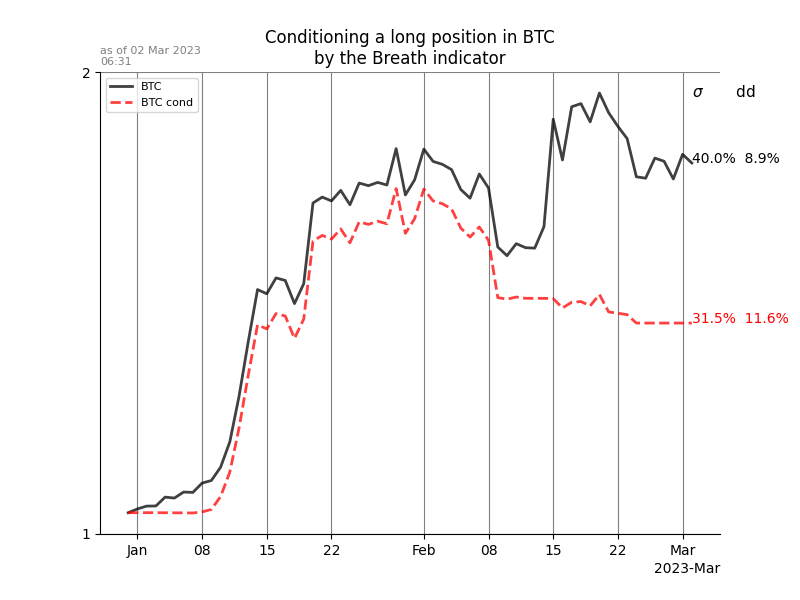 Conditioning a long position in BTC
by the Breath indicator
as of 02 Mar 2023
06:31
2
BTC
BTC cond
σ dd
40.0% 8.9%
31.5% 11.6%
1
Jan 08 15 22 Feb 08 15 22 Mar
2023-Mar